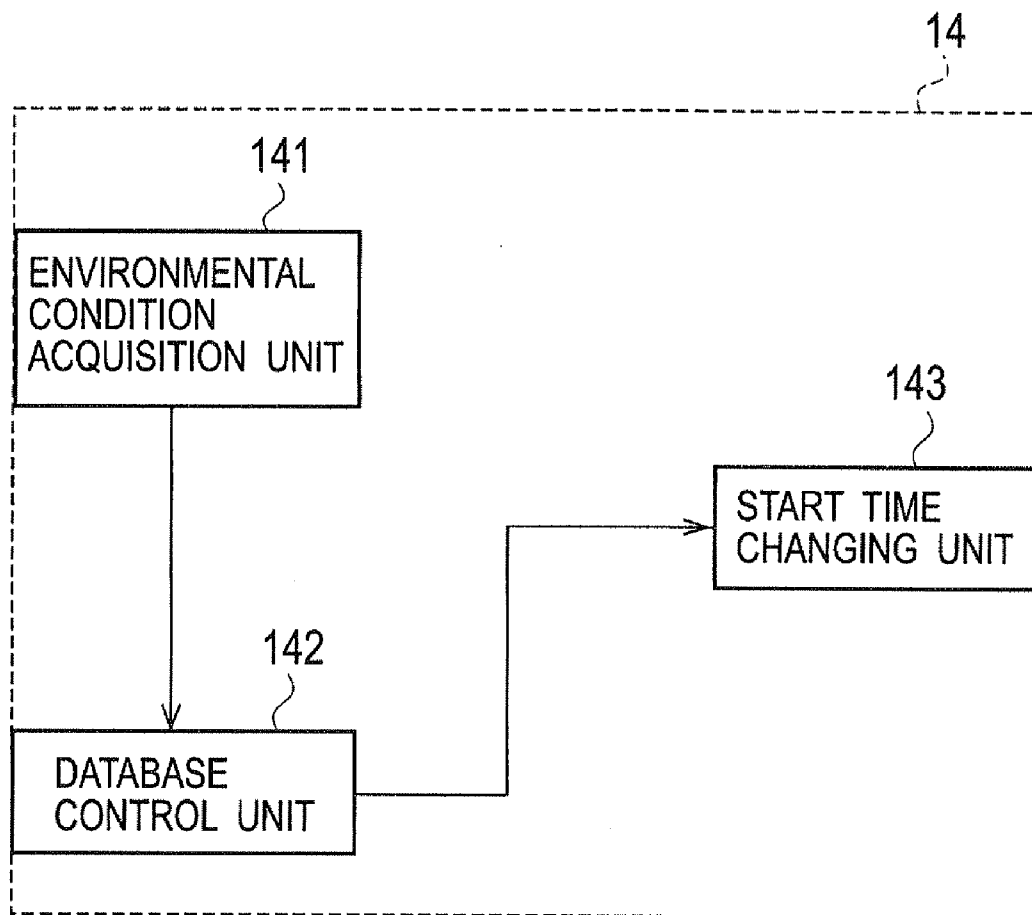 14
141
ENVIRONMENTAL
CONDITION
ACQUISITION UNIT
143
START TIME
CHANGING UNIT
142
DATABASE
CONTROL UNIT